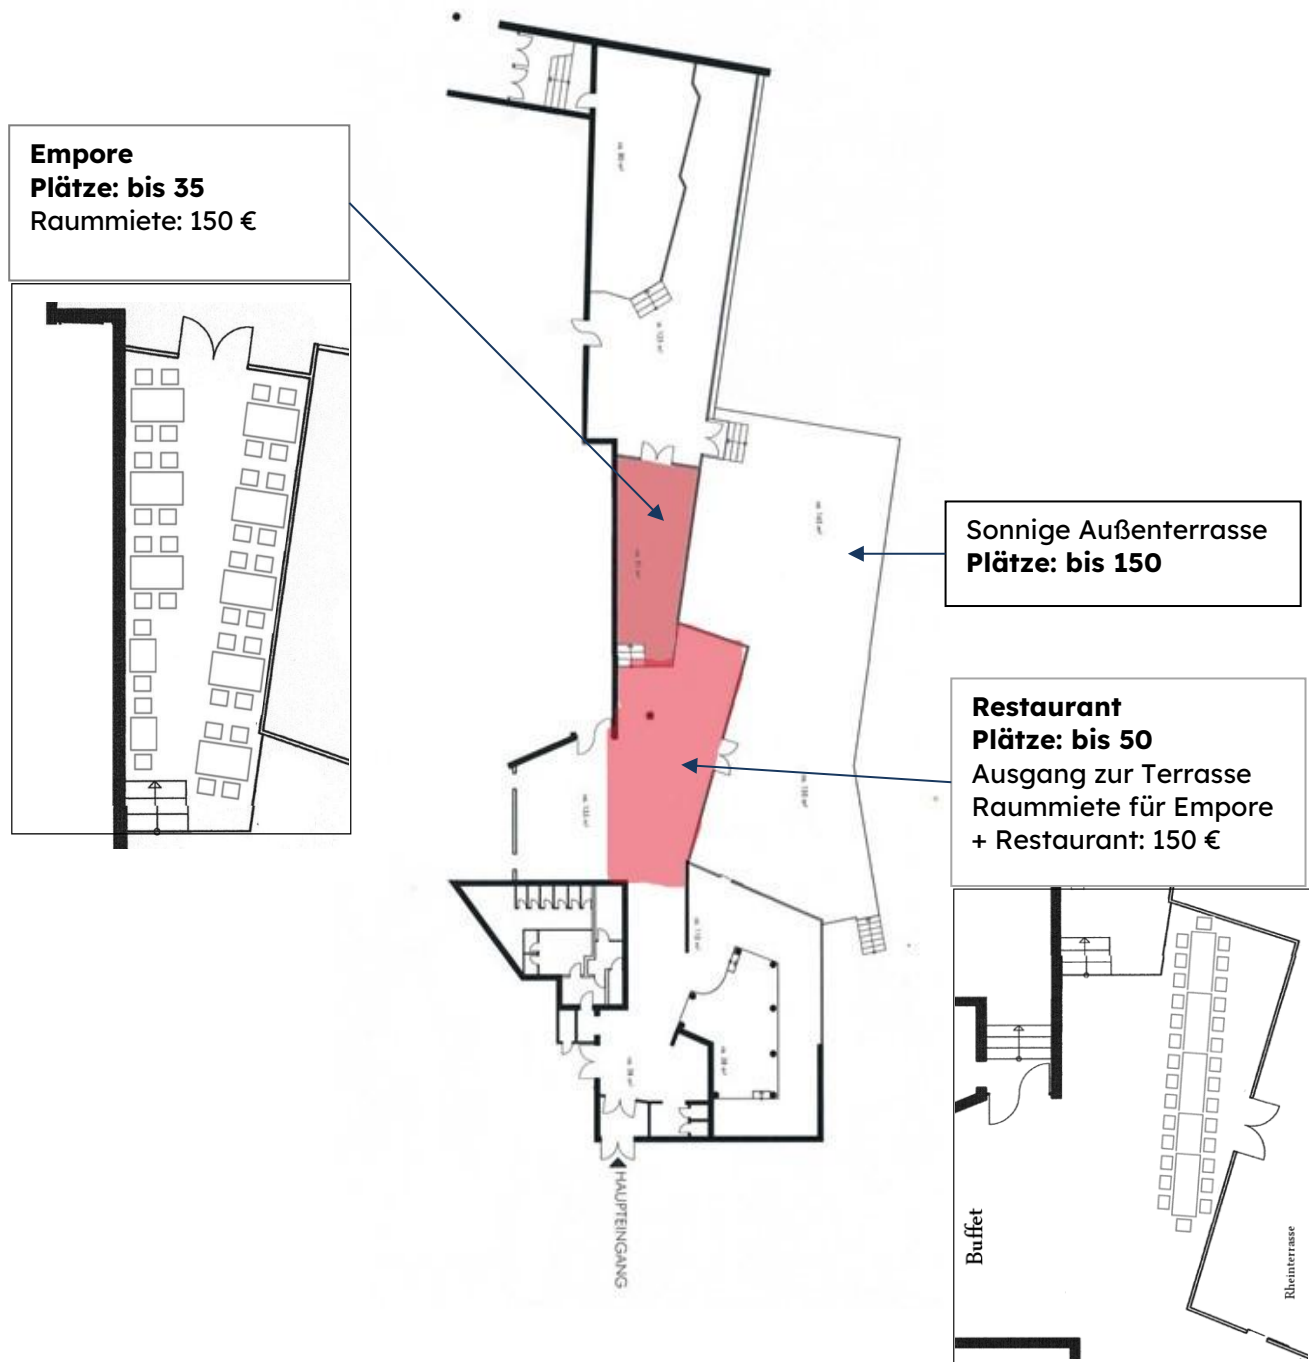 Empore
Plätze: bis 35
Raummiete: 150 €
Sonnige Außenterrasse
Plätze: bis 150
Restaurant
Plätze: bis 50
Ausgang zur Terrasse
Raummiete für Empore
+ Restaurant: 150 €
HAUPTEINGANG
Buffet
Rheinterrasse